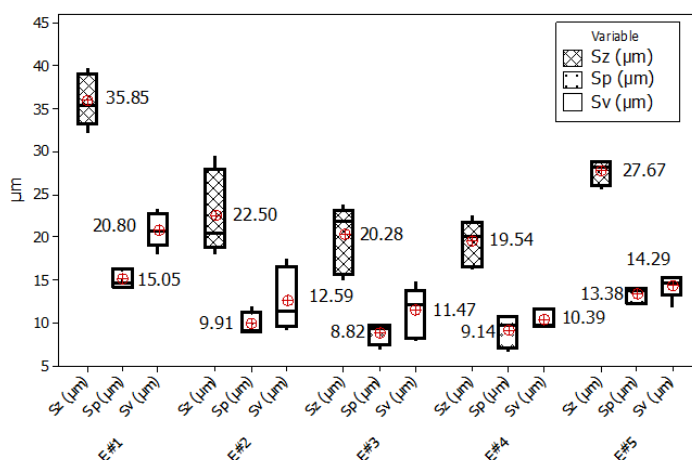 45
40
35
30
25
20
15
10
5
µm
Variable
Sz (µm)
Sp (µm)
Sv (µm)
35.85
20.80
15.05
22.50
9.91
12.59
20.28
8.82
11.47
19.54
9.14
10.39
27.67
13.38
14.29
Sz (µm)
Sp (µm)
Sv (µm)
Sz (µm)
Sp (µm)
Sv (µm)
Sz (µm)
Sp (µm)
Sv (µm)
Sz (µm)
Sp (µm)
Sv (µm)
Sz (µm)
Sp (µm)
Sv (µm)
E#1
E#2
E#3
E#4
E#5